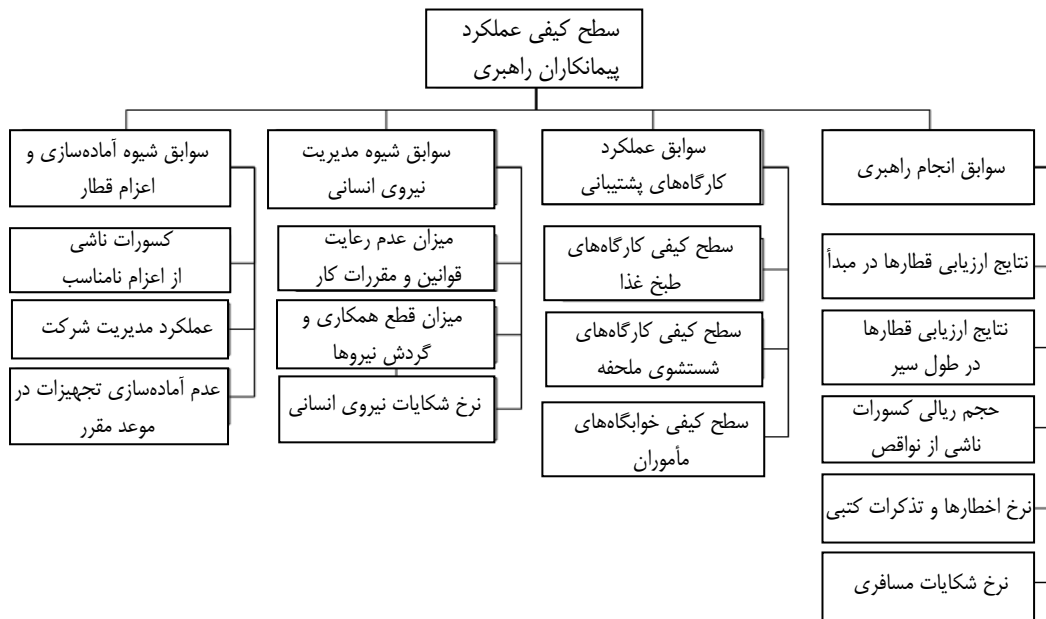 سطح کیفی عملکرد
پیمانکاران راهبری
سوابق انجام راهبری
نتایج ارزیابی قطارها در مبدأ
نتایج ارزیابی قطارها
در طول سیر
حجم ریالی کسورات
ناشی از نواقص
نرخ اخطارها و تذکرات کتبی
نرخ شکایات مسافری
سوابق عملکرد
کارگاه‌های پشتیبانی
سطح کیفی کارگاه‌های
طبخ غذا
سطح کیفی کارگاه‌های
شستشوی ملحفه
سطح کیفی خوابگاه‌های
مأموران
سوابق شیوه مدیریت
نیروی انسانی
میزان عدم رعایت
قوانین و مقررات کار
میزان قطع همکاری و
گردش نیروها
نرخ شکایات نیروی انسانی
سوابق شیوه آماده‌سازی و
اعزام قطار
کسورات ناشی
از اعزام نامناسب
عملکرد مدیریت شرکت
عدم آماده‌سازی تجهیزات در
موعد مقرر